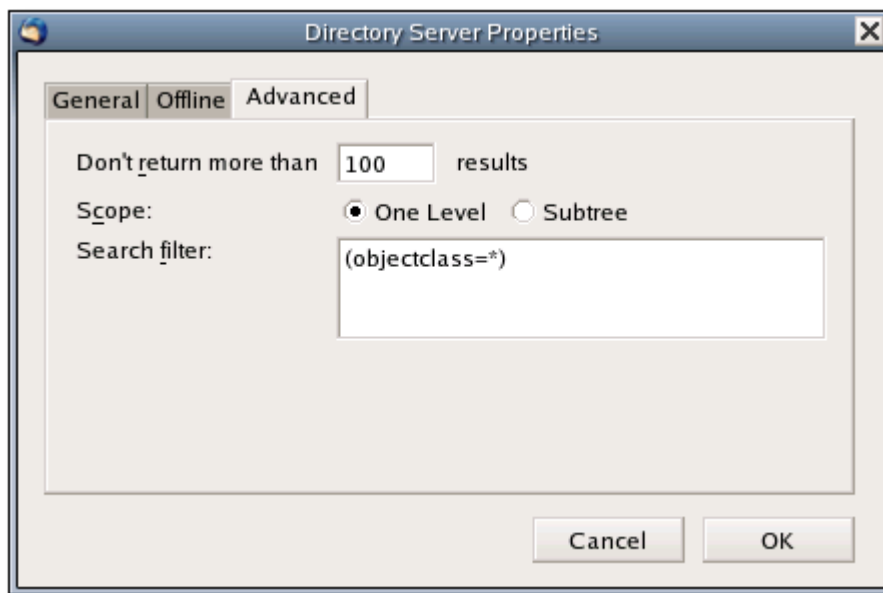 Directory Server Properties
General Offline Advanced
Don't return more than 100 results
Scope: One Level Subtree
Search filter: (objectclass=*)
Cancel OK